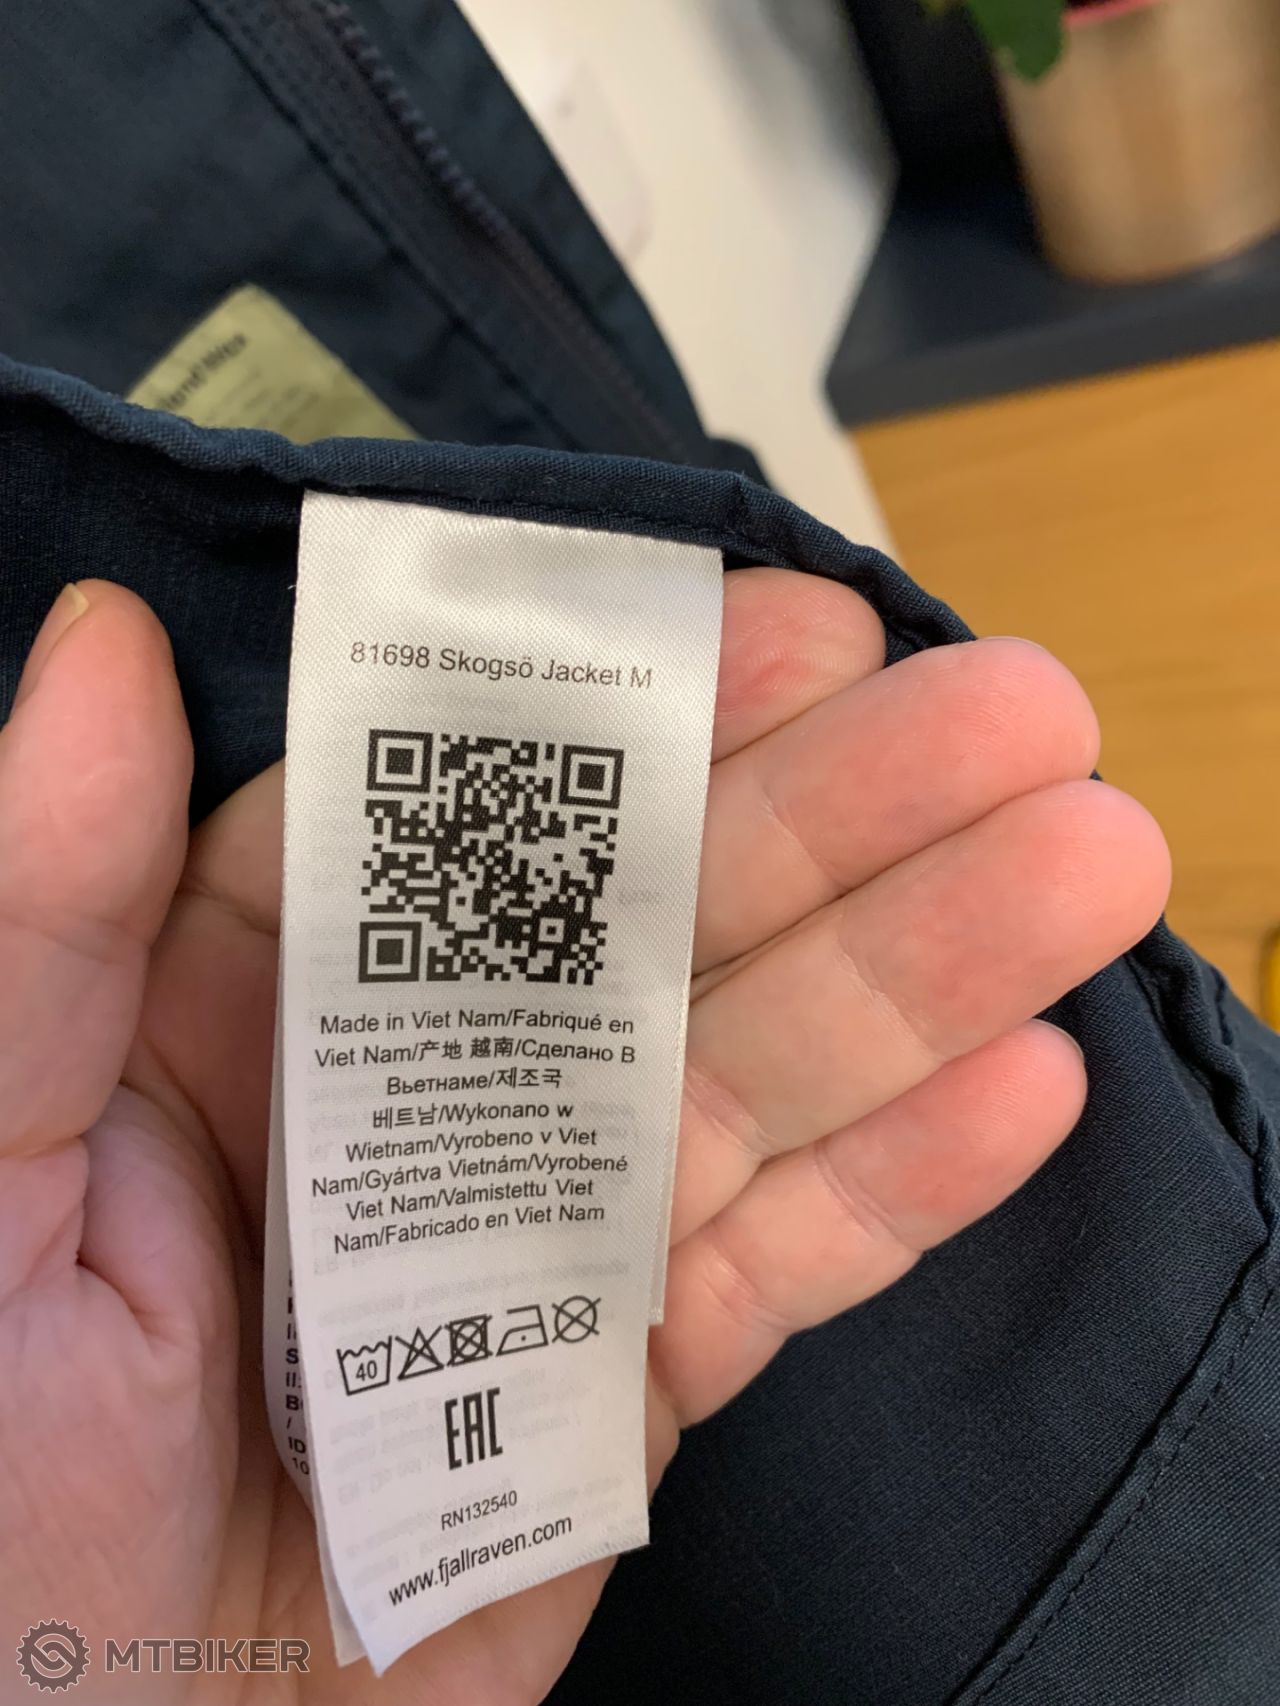 81698 Skogsö Jacket M
Made in Viet Nam/Fabriqué en
Viet Nam/产地 越南/Сделано В
Вьетнаме/제조국
베트남/Wykonano w
Wietnam/Vyrobeno v Viet
Nam/Gyártva Vietnám/Vyrobené
Viet Nam/Valmistettu Viet
Nam/Fabricado en Viet Nam
40
EAC
RN132540
www.fjallraven.com
ID
10
MTBIKER